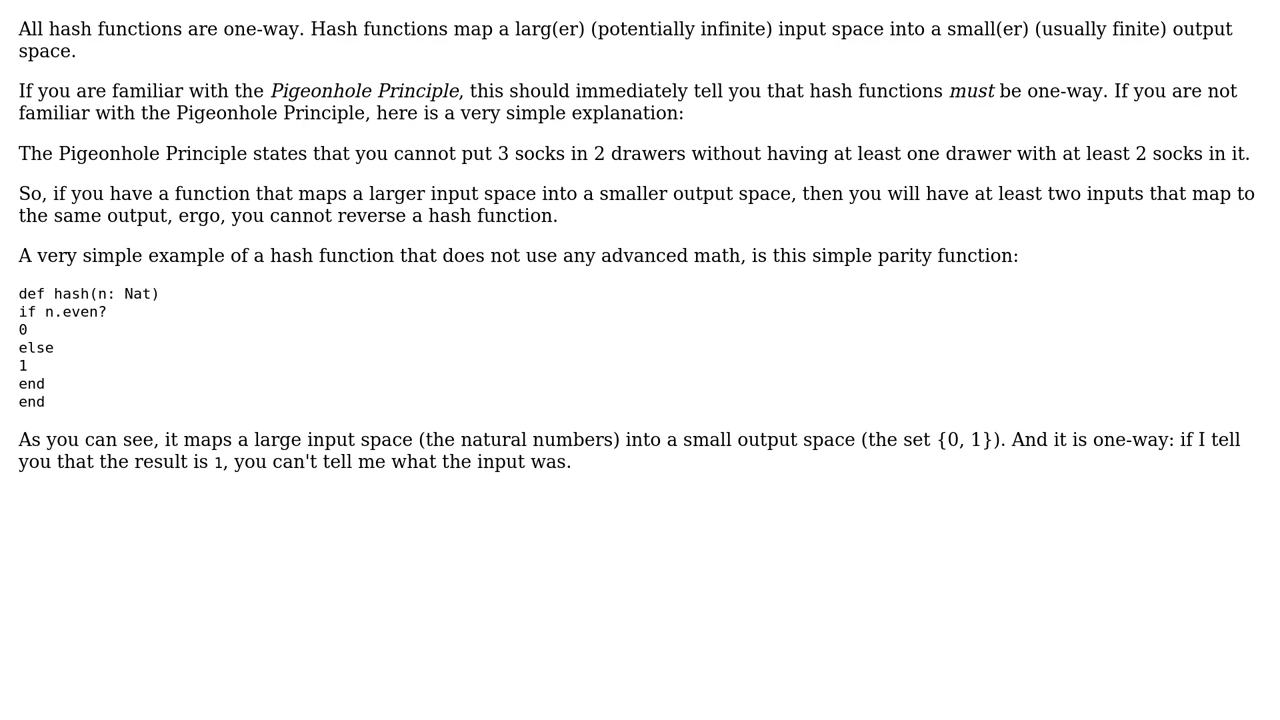 All hash functions are one-way. Hash functions map a larg(er) (potentially infinite) input space into a small(er) (usually finite) output
space.
If you are familiar with the Pigeonhole Principle, this should immediately tell you that hash functions must be one-way. If you are not
familiar with the Pigeonhole Principle, here is a very simple explanation:
The Pigeonhole Principle states that you cannot put 3 socks in 2 drawers without having at least one drawer with at least 2 socks in it.
So, if you have a function that maps a larger input space into a smaller output space, then you will have at least two inputs that map to
the same output, ergo, you cannot reverse a hash function.
A very simple example of a hash function that does not use any advanced math, is this simple parity function:
def hash(n: Nat)
if n.even?
0
else
1
end
end
As you can see, it maps a large input space (the natural numbers) into a small output space (the set {0, 1}). And it is one-way: if I tell
you that the result is 1, you can't tell me what the input was.